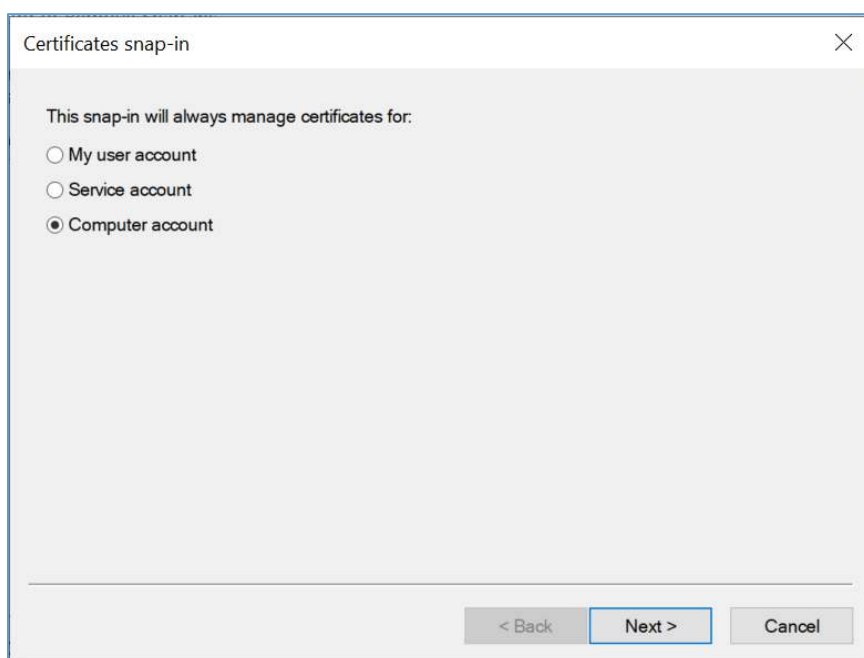 Certificates snap-in
This snap-in will always manage certificates for:
My user account
Service account
Computer account
< Back Next > Cancel